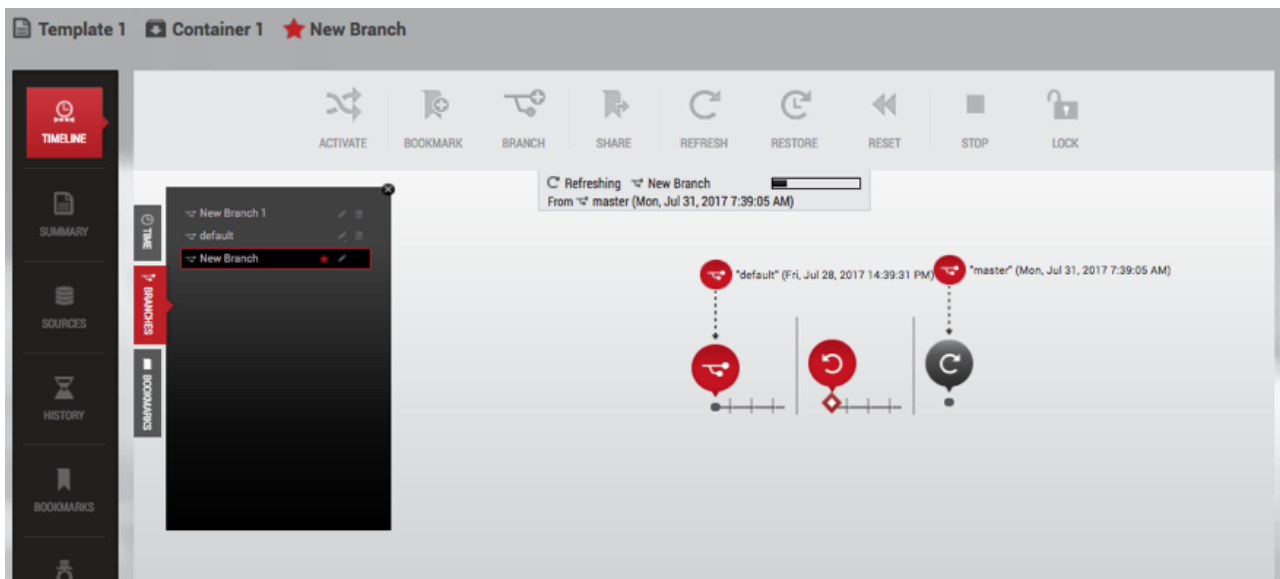 Template 1 Container 1 New Branch
TIMELINE
SUMMARY
SOURCES
HISTORY
BOOKMARKS
ACTIVATE BOOKMARK BRANCH SHARE REFRESH RESTORE RESET STOP LOCK
Refreshing New Branch
From master (Mon, Jul 31, 2017 7:39:05 AM)
TIME
BRANCHES
BOOKMARKS
New Branch 1
default
New Branch
"default" (Fri, Jul 28, 2017 14:39:31 PM) "master" (Mon, Jul 31, 2017 7:39:05 AM)